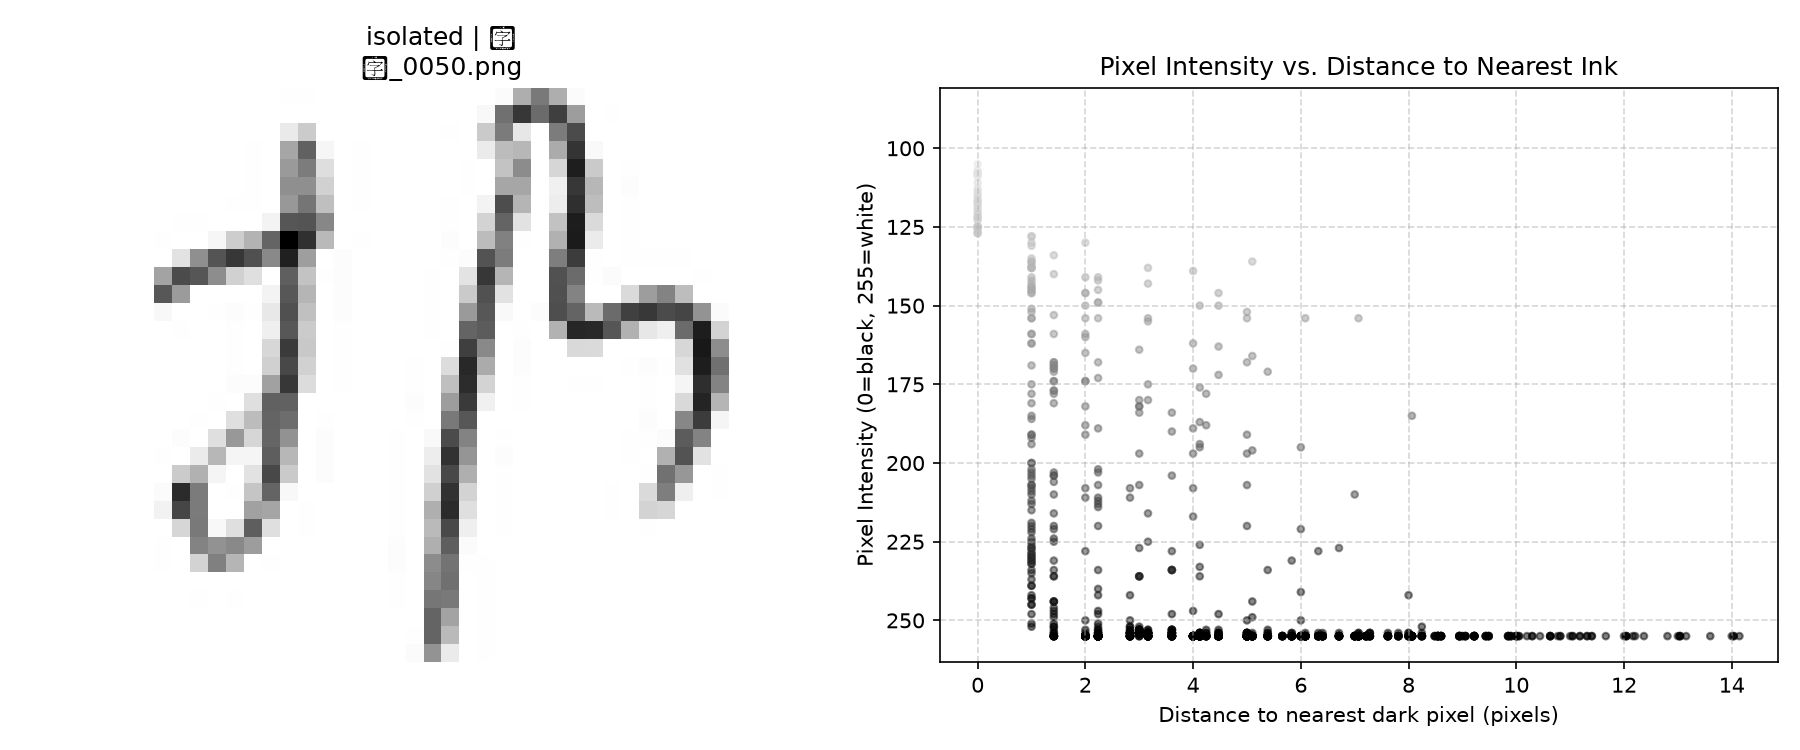 isolated |
_0050.png
扔
Pixel Intensity vs. Distance to Nearest Ink
Pixel Intensity (0=black, 255=white)
100
125
150
175
200
225
250
0 2 4 6 8 10 12 14
Distance to nearest dark pixel (pixels)